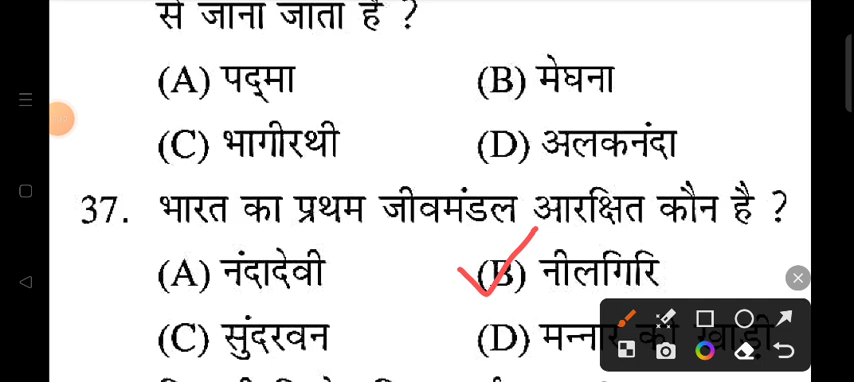 से जाना जाता है ?
(A) पद्मा (B) मेघना
(C) भागीरथी (D) अलकनंदा
37. भारत का प्रथम जीवमंडल आरक्षित कौन है ?
(A) नंदादेवी (B) नीलगिरि
(C) सुंदरवन (D) मन्नार की खाड़ी